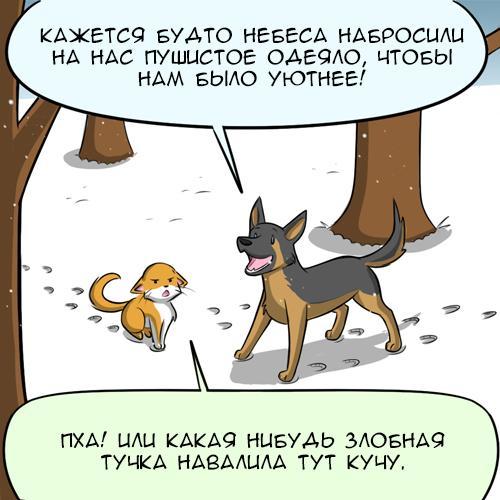 КАЖЕТСЯ БУДТО НЕБЕСА НАБРОСИЛИ
НА НАС ПУШИСТОЕ ОДЕЯЛО, ЧТОБЫ
НАМ БЫЛО УЮТНЕЕ!
ПХА! ИЛИ КАКАЯ НИБУДЬ ЗЛОБНАЯ
ТУЧКА НАВАЛИЛА ТУТ КУЧУ.